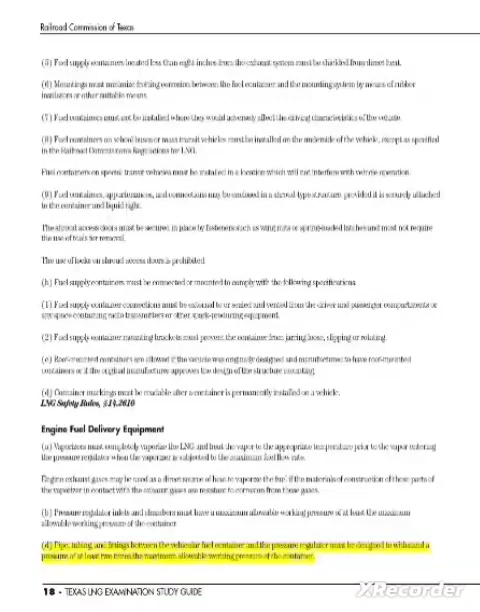 Railroad Commission of Texas
(5) Fuel supply containers located less than eight inches from the exhaust system must be shielded from direct heat.
(6) Mountings must minimize fretting corrosion between the fuel container and the mounting system by means of rubber
insulators or other suitable means.
(7) Fuel containers must not be installed where they would adversely affect the driving characteristics of the vehicle.
(8) Fuel containers on school buses or mass transit vehicles must be installed on the underside of the vehicle, except as specified
in the Railroad Commission's Regulations for LNG.
Fuel containers on special transit vehicles must be installed in a location which will not interfere with vehicle operation.
(9) Fuel containers, appurtenances, and connections may be enclosed in a shroud-type structure, provided it is securely attached
to the container and liquid tight.
The shroud access doors must be secured in place by fasteners such as wing nuts or spring-loaded latches and must not require
the use of tools for removal.
The use of locks on shroud access doors is prohibited.
(b) Fuel supply containers must be connected or mounted to comply with the following specifications.
(1) Fuel supply container connections must be external to or sealed and vented from the driver and passenger compartments or
any space containing radio transmitters or other spark-producing equipment.
(2) Fuel supply container mounting brackets must prevent the container from jarring loose, slipping or rotating.
(c) Roof-mounted containers are allowed if the vehicle was originally designed and manufactured to have roof-mounted
containers or if the original manufacturer approves the design of the structure mounting.
(d) Container markings must be readable after a container is permanently installed on a vehicle.
LNG Safety Rules, §14.2610
Engine Fuel Delivery Equipment
(a) Vaporizers must completely vaporize the LNG and heat the vapor to the appropriate temperature prior to the vapor entering
the pressure regulator when the vaporizer is subjected to the maximum fuel flow rate.
Engine exhaust gases may be used as a direct source of heat to vaporize the fuel if the materials of construction of those parts of
the vaporizer in contact with the exhaust gases are resistant to corrosion from these gases.
(b) Pressure regulator inlets and chambers must have a maximum allowable working pressure of at least the maximum
allowable working pressure of the container.
(d) Pipe, tubing, and fittings between the vehicular fuel container and the pressure regulator must be designed to withstand a
pressure of at least two times the maximum allowable working pressure of the container.
18 - TEXAS LNG EXAMINATION STUDY GUIDE
XRecorder